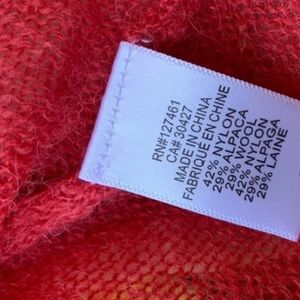 RN#127461
CA# 30427
MADE IN CHINA
FABRIQUÉ EN CHINE
42% NYLON
29% ALPACA
29% WOOL
42% NYLON
29% ALPAGA
29% LAINE